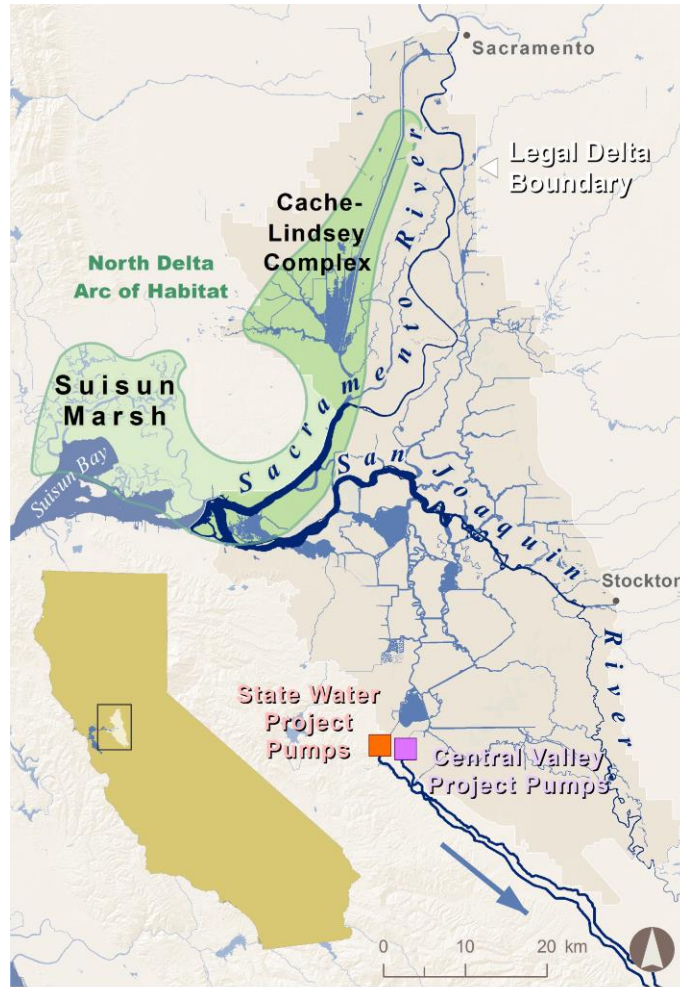 Sacramento
Legal Delta
Boundary
Cache-
Lindsey
Complex
North Delta
Arc of Habitat
Sacramento River
Suisun
Marsh
Suisun Bay
San Joaquin River
Stockton
State Water
Project
Pumps
Central Valley
Project Pumps
0 10 20 km